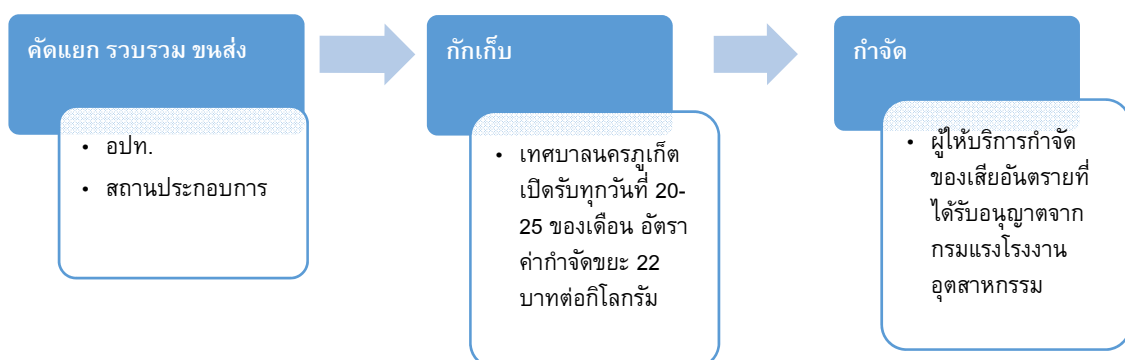 คัดแยก รวบรวม ขนส่ง
• อปท.
• สถานประกอบการ
กักเก็บ
• เทศบาลนครภูเก็ต
เปิดรับทุกวันที่ 20-
25 ของเดือน อัตรา
ค่ากำจัดขยะ 22
บาทต่อกิโลกรัม
กำจัด
• ผู้ให้บริการกำจัด
ของเสียอันตรายที่
ได้รับอนุญาตจาก
กรมแรงโรงงาน
อุตสาหกรรม